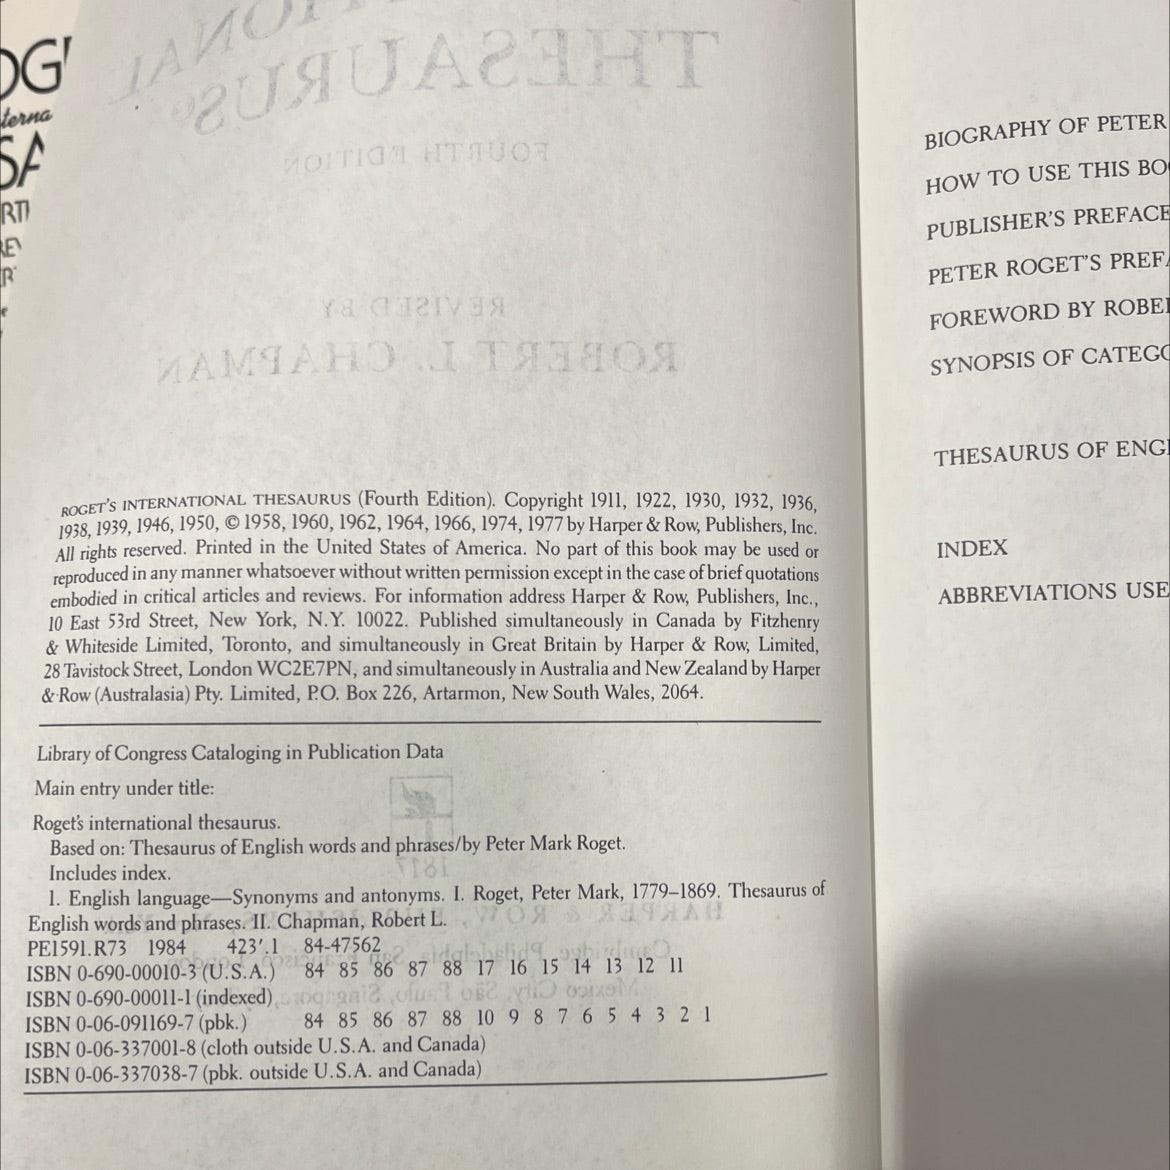 THESAURUS
FOURTH EDITION
REVISED BY
ROBERT L. CHAPMAN
ROGET'S INTERNATIONAL THESAURUS (Fourth Edition). Copyright 1911, 1922, 1930, 1932, 1936,
1938, 1939, 1946, 1950, © 1958, 1960, 1962, 1964, 1966, 1974, 1977 by Harper & Row, Publishers, Inc.
All rights reserved. Printed in the United States of America. No part of this book may be used or
reproduced in any manner whatsoever without written permission except in the case of brief quotations
embodied in critical articles and reviews. For information address Harper & Row, Publishers, Inc.,
10 East 53rd Street, New York, N.Y. 10022. Published simultaneously in Canada by Fitzhenry
& Whiteside Limited, Toronto, and simultaneously in Great Britain by Harper & Row, Limited,
28 Tavistock Street, London WC2E7PN, and simultaneously in Australia and New Zealand by Harper
& Row (Australasia) Pty. Limited, P.O. Box 226, Artarmon, New South Wales, 2064.
Library of Congress Cataloging in Publication Data
Main entry under title:
Roget's international thesaurus.
Based on: Thesaurus of English words and phrases/by Peter Mark Roget.
Includes index.
1. English language—Synonyms and antonyms. I. Roget, Peter Mark, 1779–1869. Thesaurus of
English words and phrases. II. Chapman, Robert L.
PE1591.R73 1984 423′.1 84-47562
ISBN 0-690-00010-3 (U.S.A.) 84 85 86 87 88 17 16 15 14 13 12 11
ISBN 0-690-00011-1 (indexed)
ISBN 0-06-091169-7 (pbk.) 84 85 86 87 88 10 9 8 7 6 5 4 3 2 1
ISBN 0-06-337001-8 (cloth outside U.S.A. and Canada)
ISBN 0-06-337038-7 (pbk. outside U.S.A. and Canada)
1817
HARPER & ROW
BIOGRAPHY OF PETER
HOW TO USE THIS BO
PUBLISHER'S PREFACE
PETER ROGET'S PREFA
FOREWORD BY ROBE
SYNOPSIS OF CATEGO
THESAURUS OF ENGL
INDEX
ABBREVIATIONS USE